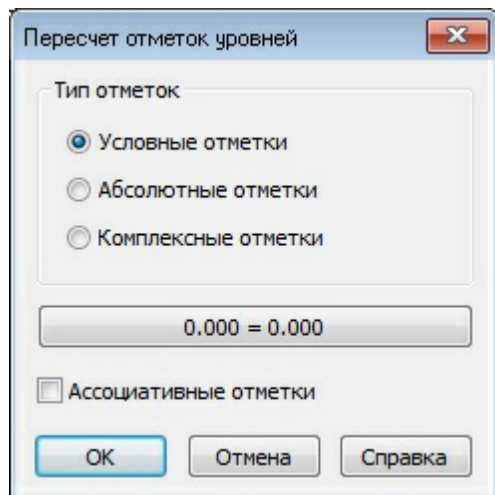 Пересчет отметок уровней
Тип отметок
Условные отметки
Абсолютные отметки
Комплексные отметки
0.000 = 0.000
Ассоциативные отметки
OK Отмена Справка